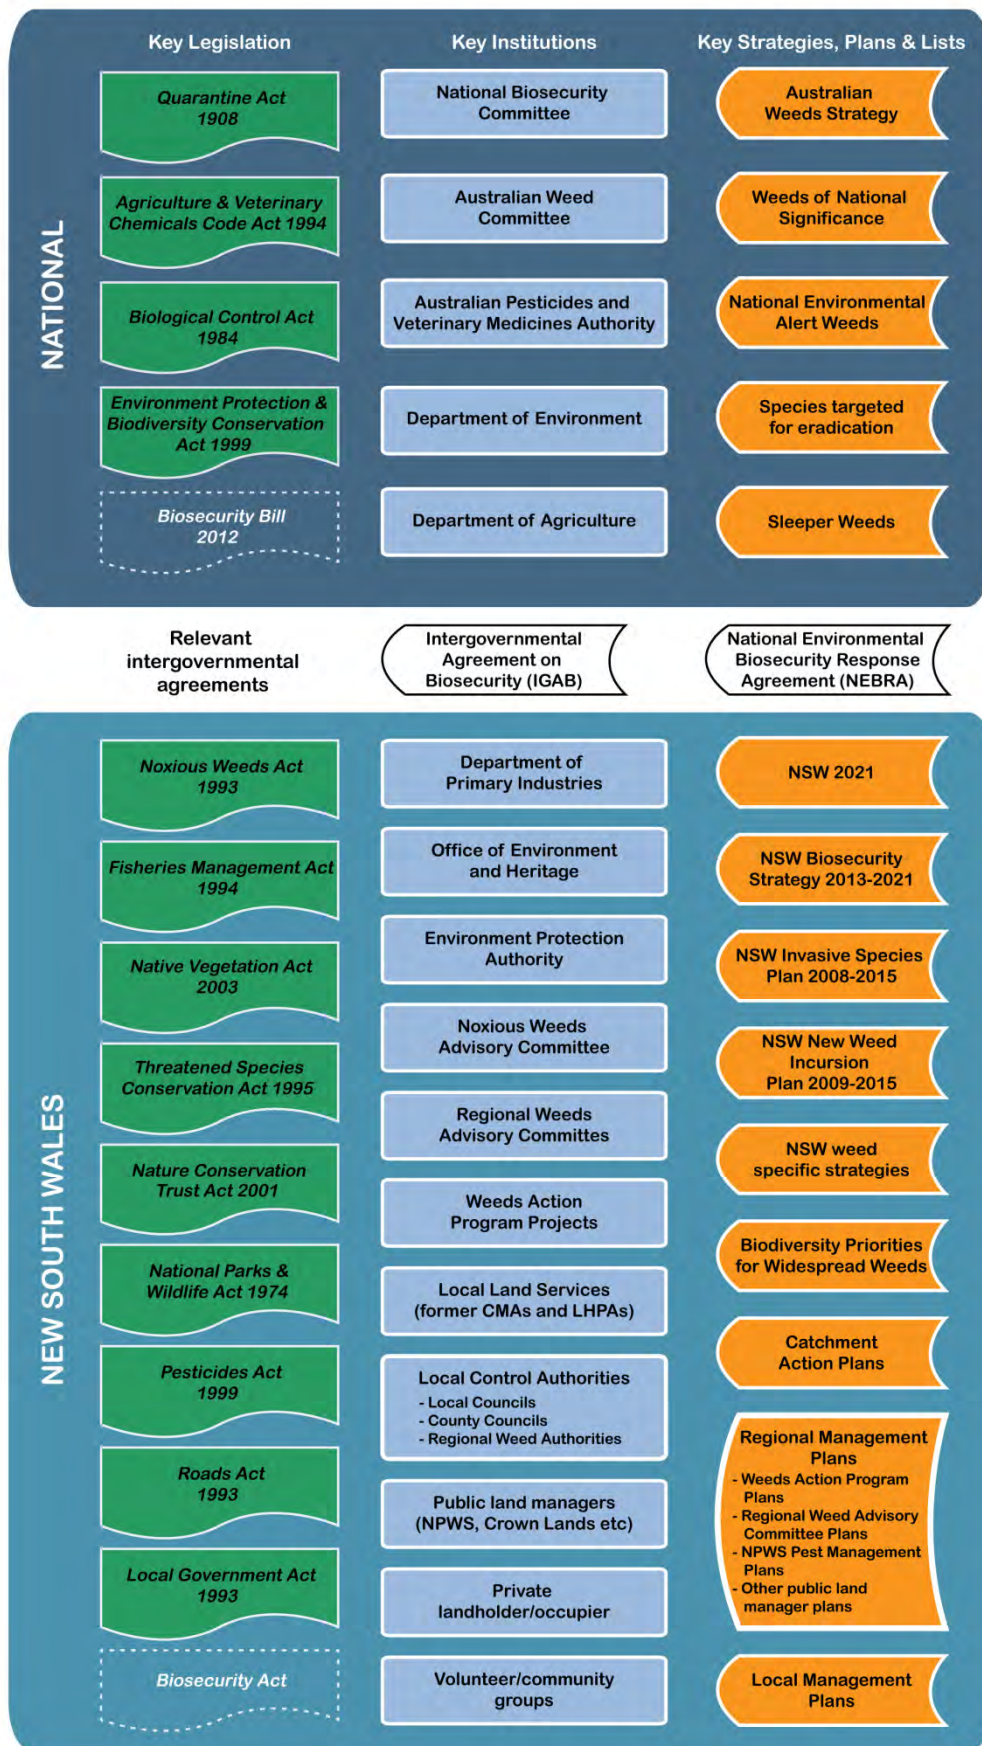 Key Legislation
Key Institutions
Key Strategies, Plans & Lists
NATIONAL
Quarantine Act
1908
National Biosecurity
Committee
Australian
Weeds Strategy
Agriculture & Veterinary
Chemicals Code Act 1994
Australian Weed
Committee
Weeds of National
Significance
Biological Control Act
1984
Australian Pesticides and
Veterinary Medicines Authority
National Environmental
Alert Weeds
Environment Protection &
Biodiversity Conservation
Act 1999
Department of Environment
Species targeted
for eradication
Biosecurity Bill
2012
Department of Agriculture
Sleeper Weeds
Relevant
intergovernmental
agreements
Intergovernmental
Agreement on
Biosecurity (IGAB)
National Environmental
Biosecurity Response
Agreement (NEBRA)
NEW SOUTH WALES
Noxious Weeds Act
1993
Fisheries Management Act
1994
Native Vegetation Act
2003
Threatened Species
Conservation Act 1995
Nature Conservation
Trust Act 2001
National Parks &
Wildlife Act 1974
Pesticides Act
1999
Roads Act
1993
Local Government Act
1993
Biosecurity Act
Department of
Primary Industries
Office of Environment
and Heritage
Environment Protection
Authority
Noxious Weeds
Advisory Committee
Regional Weeds
Advisory Committes
Weeds Action
Program Projects
Local Land Services
(former CMAs and LHPAs)
Local Control Authorities
- Local Councils
- County Councils
- Regional Weed Authorities
Public land managers
(NPWS, Crown Lands etc)
Private
landholder/occupier
Volunteer/community
groups
NSW 2021
NSW Biosecurity
Strategy 2013-2021
NSW Invasive Species
Plan 2008-2015
NSW New Weed
Incursion
Plan 2009-2015
NSW weed
specific strategies
Biodiversity Priorities
for Widespread Weeds
Catchment
Action Plans
Regional Management
Plans
- Weeds Action Program
Plans
- Regional Weed Advisory
Committee Plans
- NPWS Pest Management
Plans
- Other public land
manager plans
Local Management
Plans